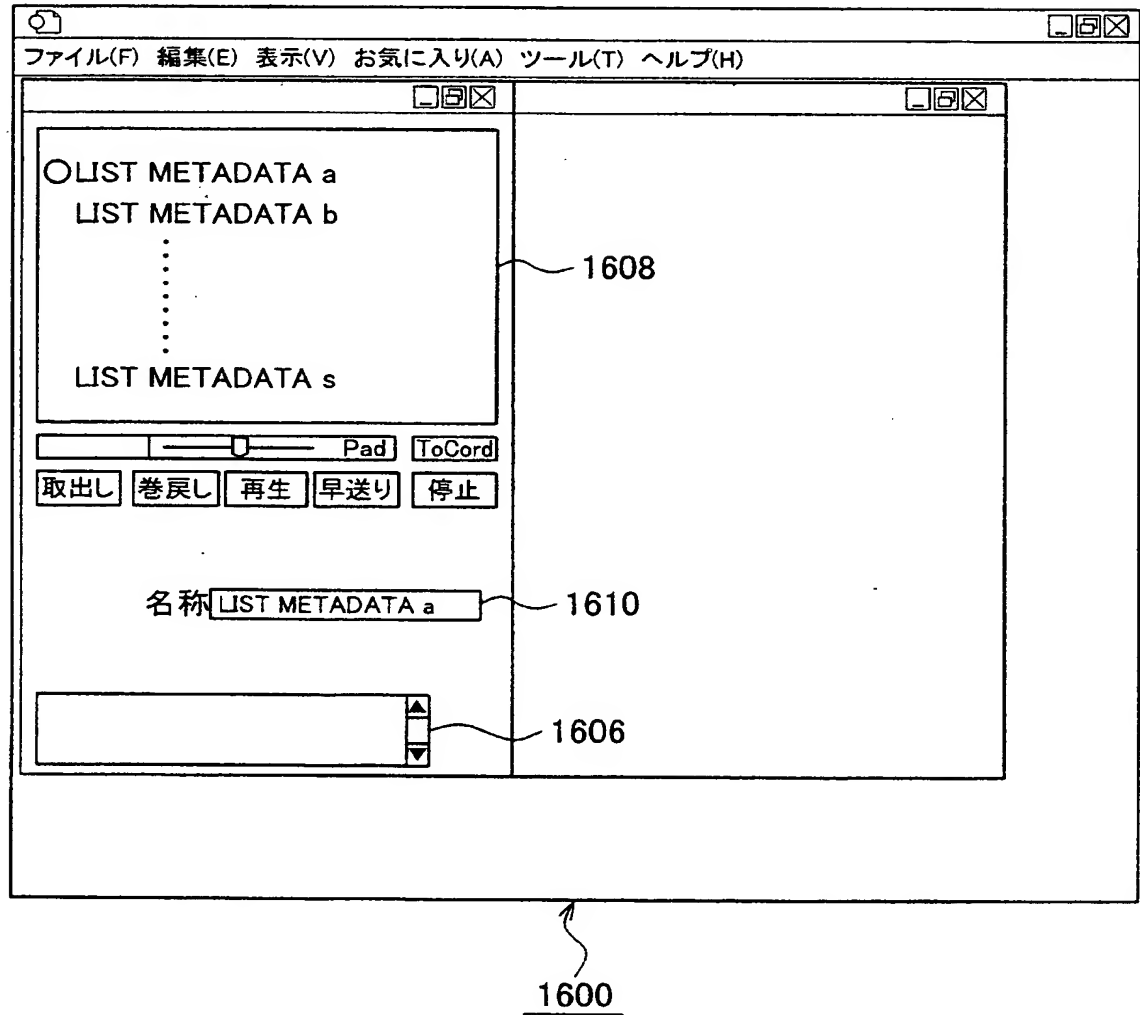 ファイル(F) 編集(E) 表示(V) お気に入り(A) ツール(T) ヘルプ(H)
LIST METADATA a
LIST METADATA b
1608
LIST METADATA s
Pad ToCord
取出し 巻戻し 再生 早送り 停止
名称 LIST METADATA a 1610
1606
1600